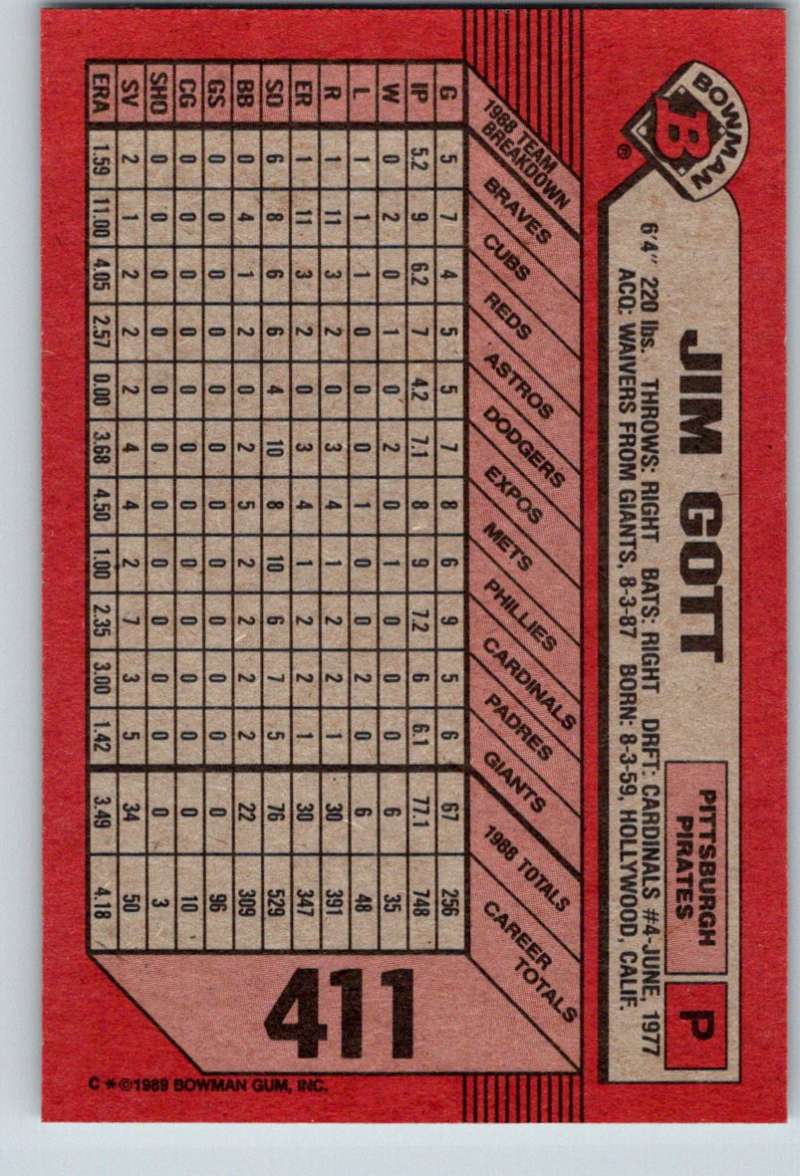 BOWMAN
B ®
JIM GOTT
PITTSBURGH
PIRATES
P
6'4" 220 lbs. THROWS: RIGHT BATS: RIGHT DRFT: CARDINALS #4-JUNE, 1977
ACQ: WAIVERS FROM GIANTS, 8-3-87 BORN: 8-3-59, HOLLYWOOD, CALIF.
1988 TEAM
BREAKDOWN
BRAVES
CUBS
REDS
ASTROS
DODGERS
EXPOS
METS
PHILLIES
CARDINALS
PADRES
GIANTS
1988 TOTALS
CAREER
TOTALS
G 5 7 4 5 5 7 8 6 9 5 6 67 256
IP 5.2 9 6.2 7 4.2 7.1 8 9 7.2 6 6.1 77.1 748
W 0 2 0 1 0 2 0 1 0 0 0 6 35
L 1 1 1 0 0 0 1 0 0 2 0 6 48
R 1 11 3 2 0 3 4 1 2 2 1 30 391
ER 1 11 3 2 0 3 4 1 2 2 1 30 347
SO 6 8 6 6 4 10 8 10 6 7 5 76 529
BB 0 4 1 2 0 2 5 2 2 2 2 22 309
GS 0 0 0 0 0 0 0 0 0 0 0 0 96
CG 0 0 0 0 0 0 0 0 0 0 0 0 10
SHO 0 0 0 0 0 0 0 0 0 0 0 0 3
SV 2 1 2 2 2 4 4 2 7 3 5 34 50
ERA 1.59 11.00 4.05 2.57 0.00 3.68 4.50 1.00 2.35 3.00 1.42 3.49 4.18
411
C * ©1989 BOWMAN GUM, INC.